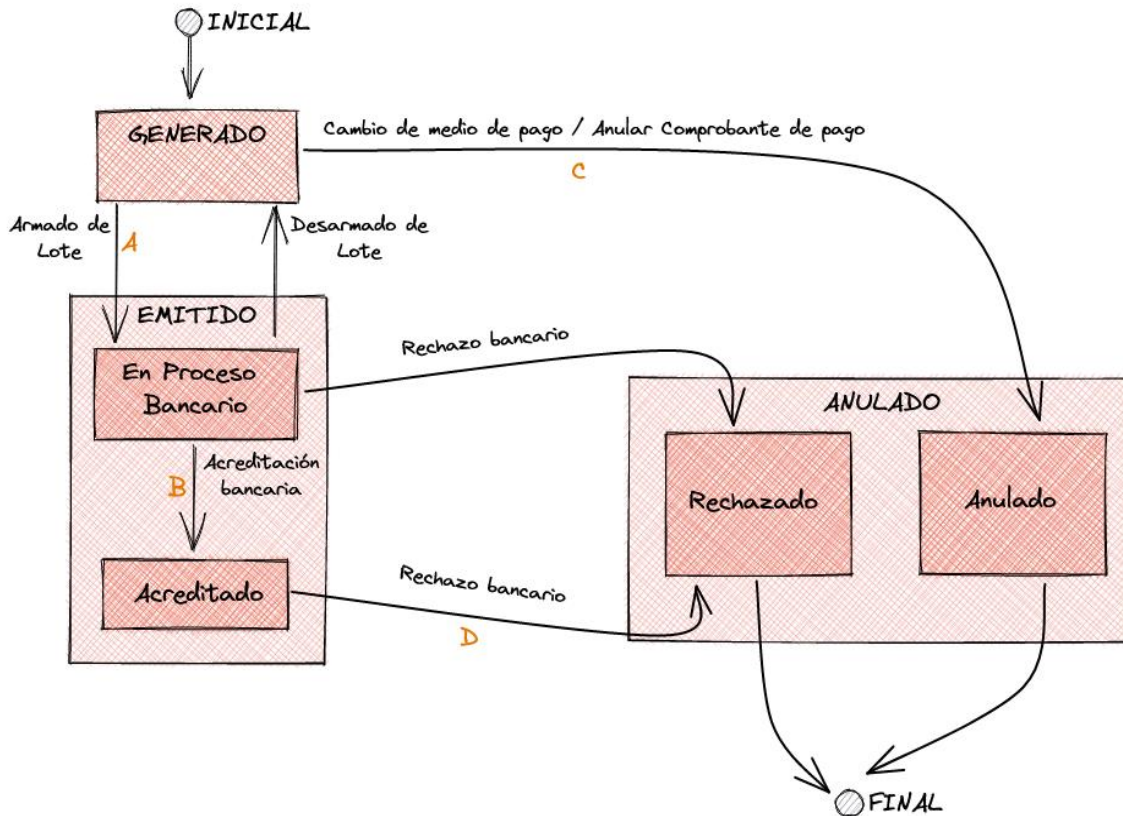 INICIAL
GENERADO
Cambio de medio de pago / Anular Comprobante de pago
C
Armado de
Lote
A
Desarmado de
Lote
EMITIDO
En Proceso
Bancario
Rechazo bancario
ANULADO
B
Acreditación
bancaria
Rechazado
Anulado
Acreditado
Rechazo bancario
D
FINAL